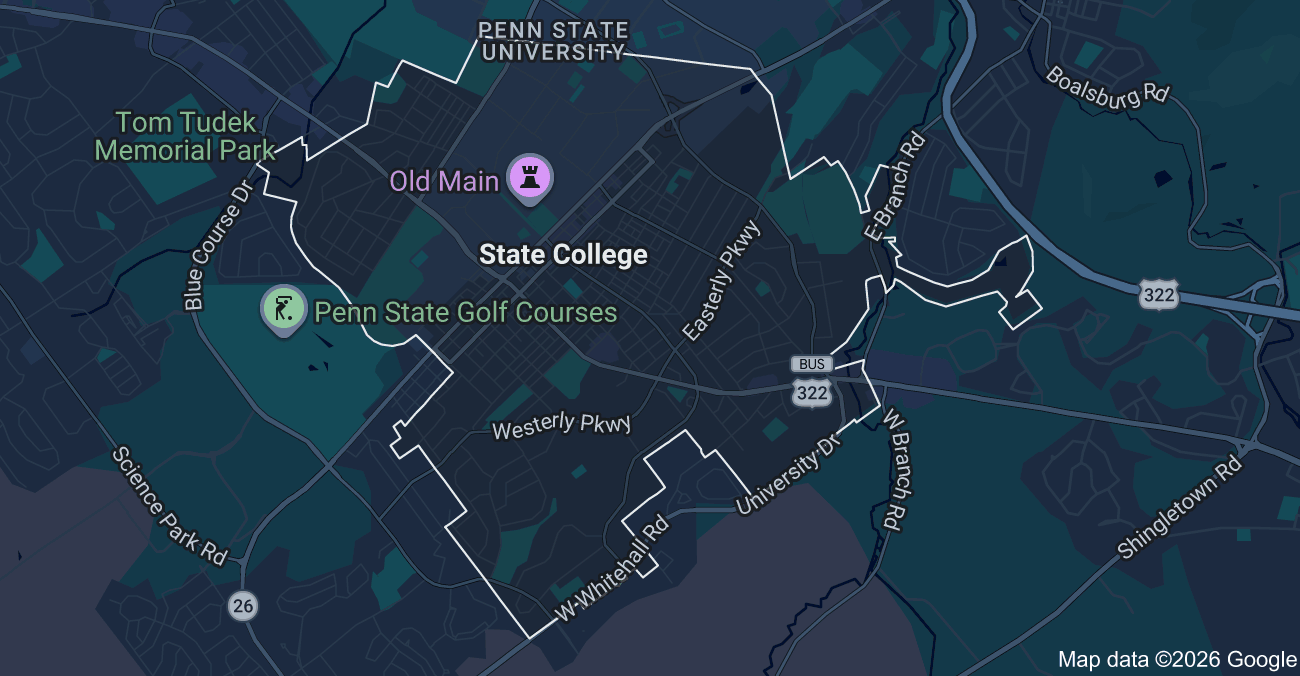 PENN STATE
UNIVERSITY
Boalsburg Rd
Tom Tudek
Memorial Park
E Branch Rd
Old Main
Blue Course Dr
State College
Easterly Pkwy
322
Penn State Golf Courses
BUS
322
Westerly Pkwy
W Branch Rd
University Dr
Science Park Rd
Shingletown Rd
W Whitehall Rd
26
Map data ©2026 Google